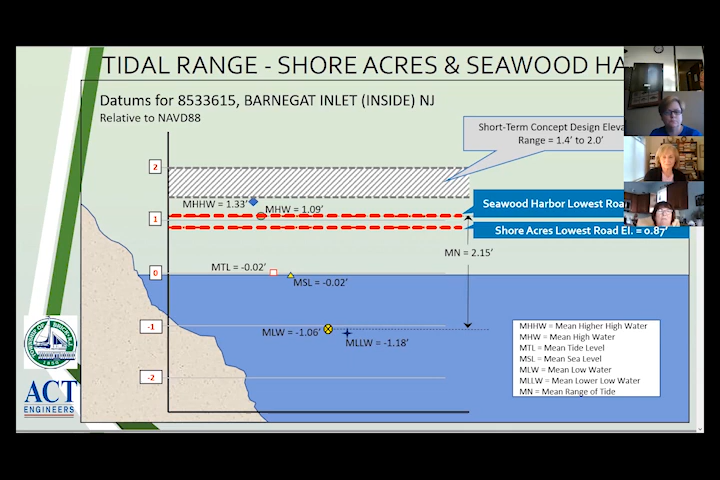 TIDAL RANGE - SHORE ACRES & SEAWOOD HA
Datums for 8533615, BARNEGAT INLET (INSIDE) NJ
Relative to NAVD88
Short-Term Concept Design Eleva
Range = 1.4’ to 2.0’
2
MHHW = 1.33’
MHW = 1.09’
Seawood Harbor Lowest Roa
1
Shore Acres Lowest Road El. = 0.87’
MN = 2.15’
MTL = -0.02’
0
MSL = -0.02’
-1
MLW = -1.06’
MLLW = -1.18’
-2
MHHW = Mean Higher High Water
MHW = Mean High Water
MTL = Mean Tide Level
MSL = Mean Sea Level
MLW = Mean Low Water
MLLW = Mean Lower Low Water
MN = Mean Range of Tide
TOWNSHIP OF BRICK, N.J.
1850
ACT
ENGINEERS